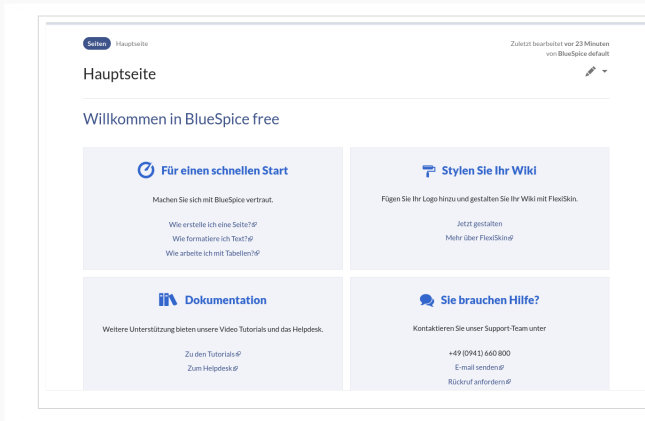 Seiten Hauptseite
Zuletzt bearbeitet vor 23 Minuten
von BlueSpice default
Hauptseite
Willkommen in BlueSpice free
Für einen schnellen Start
Machen Sie sich mit BlueSpice vertraut.
Wie erstelle ich eine Seite?
Wie formatiere ich Text?
Wie arbeite ich mit Tabellen?
Stylen Sie Ihr Wiki
Fügen Sie Ihr Logo hinzu und gestalten Sie Ihr Wiki mit FlexiSkin.
Jetzt gestalten
Mehr über FlexiSkin
Dokumentation
Weitere Unterstützung bieten unsere Video Tutorials und das Helpdesk.
Zu den Tutorials
Zum Helpdesk
Sie brauchen Hilfe?
Kontaktieren Sie unser Support-Team unter
+49 (0941) 660 800
E-mail senden
Rückruf anfordern